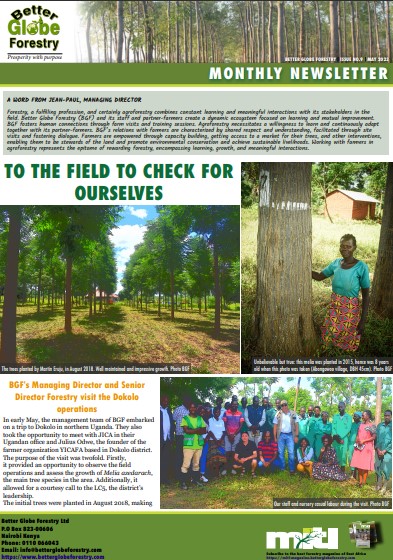 Better
Globe
Forestry
Prosperity with purpose
BETTER GLOBE FORESTRY | ISSUE NO.9 | MAY 2023
MONTHLY NEWSLETTER
A WORD FROM JEAN-PAUL, MANAGING DIRECTOR
Forestry, a fulfilling profession, and certainly agroforestry combines constant learning and meaningful interactions with its stakeholders in the
field. Better Globe Forestry (BGF) and its staff and partner-farmers create a dynamic ecosystem focused on learning and mutual improvement.
BGF fosters human connections through farm visits and training sessions. Agroforestry necessitates a willingness to learn and continuously adapt
together with its partner-farmers. BGF's relations with farmers are characterised by shared respect and understanding, facilitated through site
visits and fostering dialogue. Farmers are empowered through capacity building, getting access to a market for their trees, and other interventions,
enabling them to be stewards of the land and promote environmental conservation and achieve sustainable livelihoods. Working with farmers in
agroforestry represents the epitome of rewarding forestry, encompassing learning, growth, and meaningful interactions.
TO THE FIELD TO CHECK FOR
OURSELVES
The trees planted by Martin Eruju, in August 2018. Well maintained and impressive growth. Photo BGF
Unbelievable but true: this melia was planted in 2015, hence was 8 years
old when this photo was taken (Abenganwa village, DBH 45cm). Photo BGF
BGF's Managing Director and Senior
Director Forestry visit the Dokolo
operations
In early May, the management team of BGF embarked
on a trip to Dokolo in northern Uganda. They also
took the opportunity to meet with JICA in their
Ugandan office and Julius Odwe, the founder of the
former organization YICAFA based in Dokolo district.
The purpose of the visit was twofold. Firstly,
it provided an opportunity to observe the field
operations and assess the growth of Melia azedarach,
the main tree species in the area. Additionally, it
allowed for a courtesy call to the LC5, the district's
leadership.
The initial trees were planted in August 2018, making
Our staff and nursery casual labour during the visit. Photo BGF
Better Globe Forestry Ltd
P.O Box 823-00606
Nairobi Kenya
Phone: 0110 066043
Email: info@betterglobeforestry.com
https://www.betterglobeforestry.com
Subscribe to the best forestry magazine of East Africa